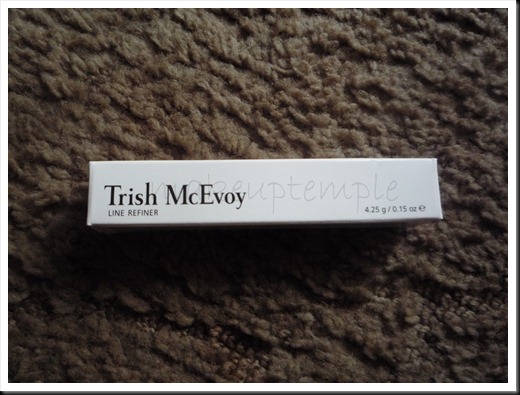 Trish McEvoy
LINE REFINER
4.25 g / 0.15 oz ℮
makeuptemple